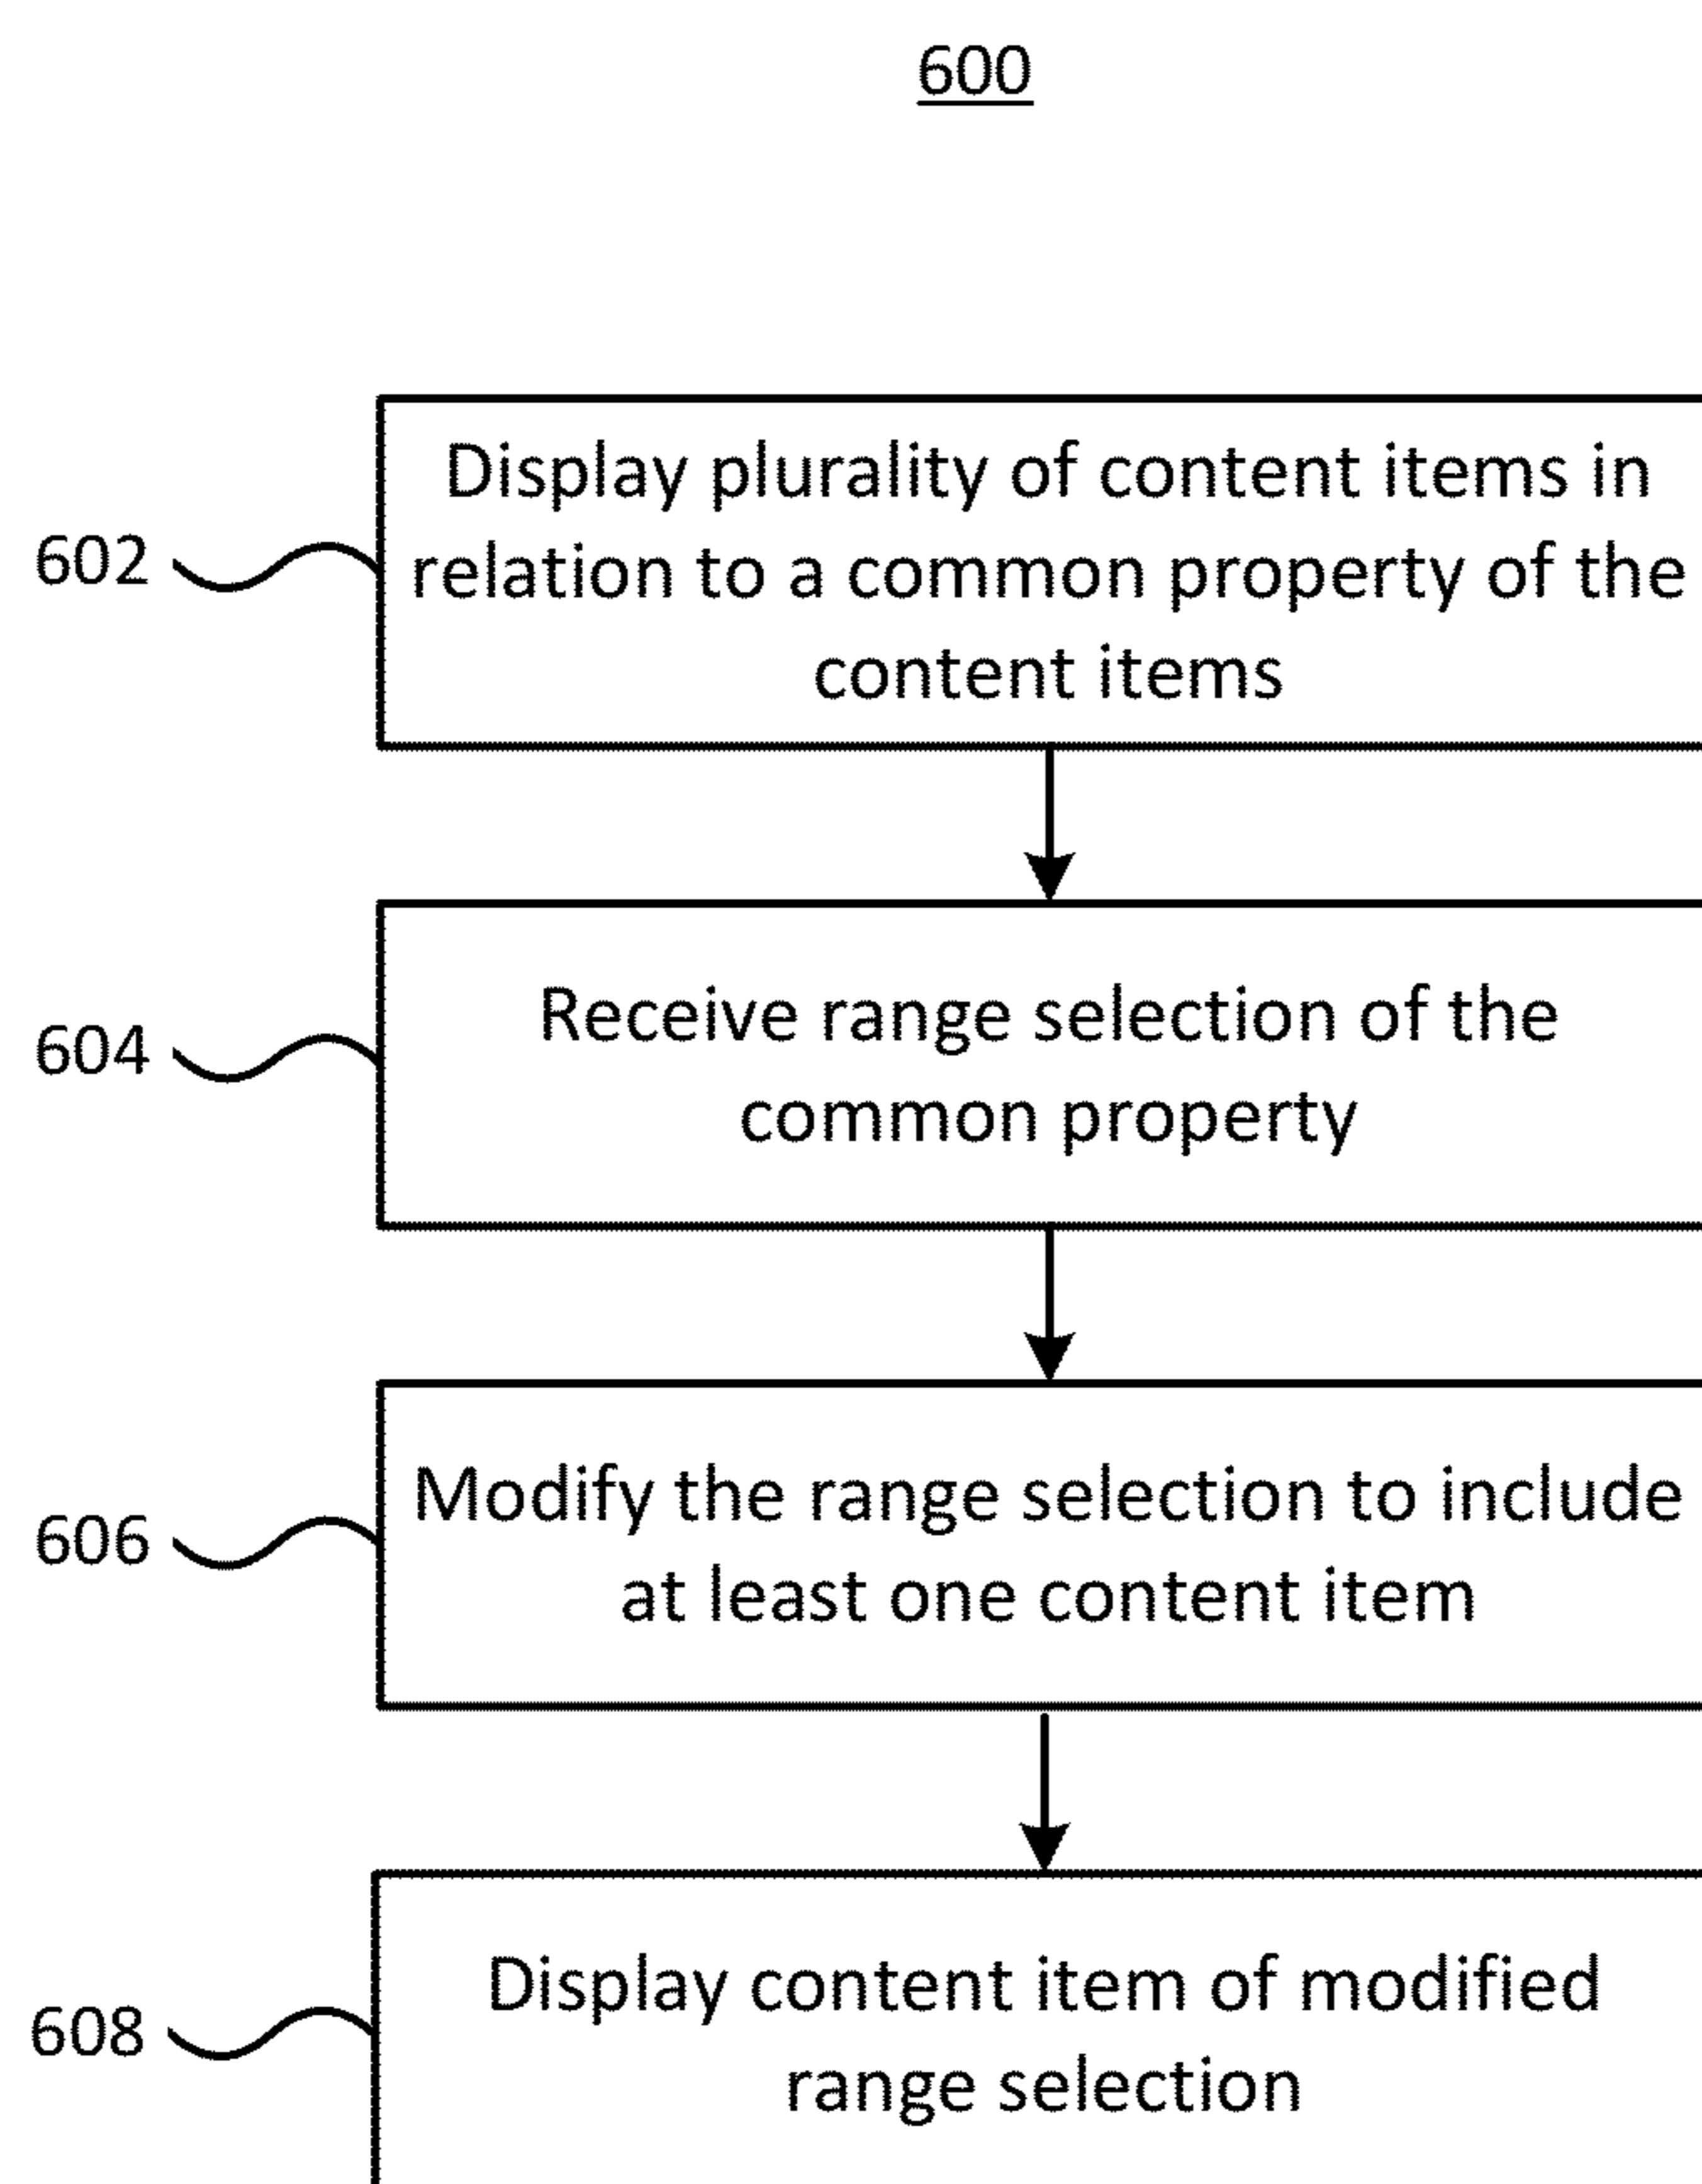 600
602
Display plurality of content items in
relation to a common property of the
content items
604
Receive range selection of the
common property
606
Modify the range selection to include
at least one content item
608
Display content item of modified
range selection